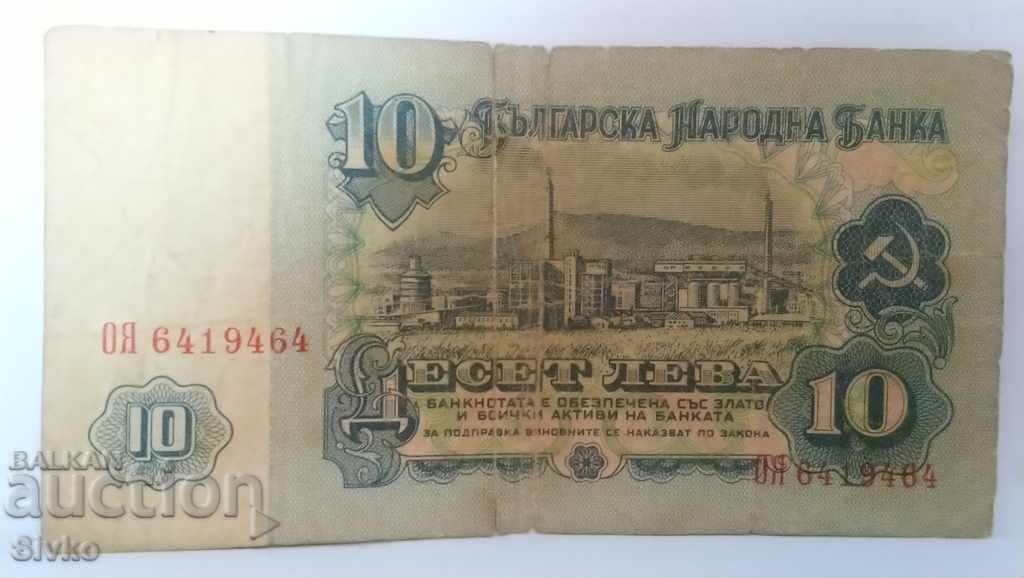 10 БЪЛГАРСКА НАРОДНА БАНКА
ОЯ 6419464
ДЕСЕТ ЛЕВА
БАНКНОТАТА Е ОБЕЗПЕЧЕНА СЪС ЗЛАТО
И ВСИЧКИ АКТИВИ НА БАНКАТА
ЗА ПОДПРАВКА ВИНОВНИТЕ СЕ НАКАЗВАТ ПО ЗАКОНА
10
10
ОЯ 6419464
BALKAN
auction
Sivko